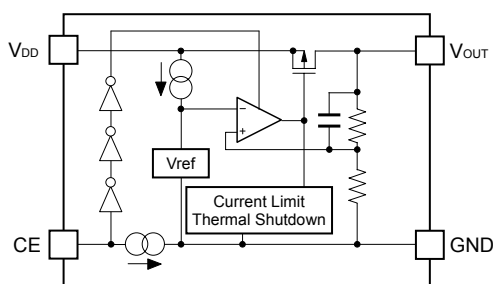 VDD
VOUT
−
+
Vref
Current Limit
Thermal Shutdown
CE
GND